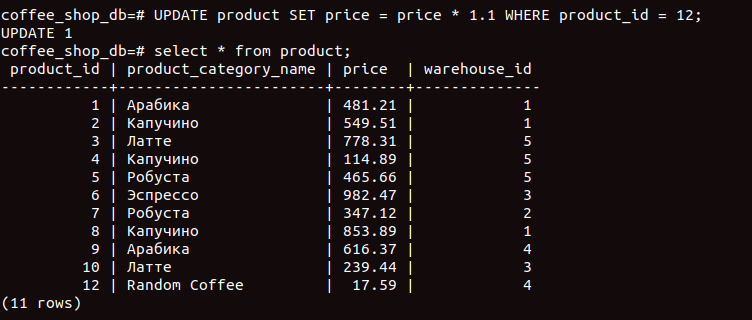 coffee_shop_db=# UPDATE product SET price = price * 1.1 WHERE product_id = 12;
UPDATE 1
coffee_shop_db=# select * from product;
 product_id | product_category_name | price  | warehouse_id
------------+-----------------------+--------+--------------
          1 | Арабика               | 481.21 |            1
          2 | Капучино              | 549.51 |            1
          3 | Латте                 | 778.31 |            5
          4 | Капучино              | 114.89 |            5
          5 | Робуста               | 465.66 |            5
          6 | Эспрессо              | 982.47 |            3
          7 | Робуста               | 347.12 |            2
          8 | Капучино              | 853.89 |            1
          9 | Арабика               | 616.37 |            4
         10 | Латте                 | 239.44 |            3
         12 | Random Coffee         |  17.59 |            4
(11 rows)